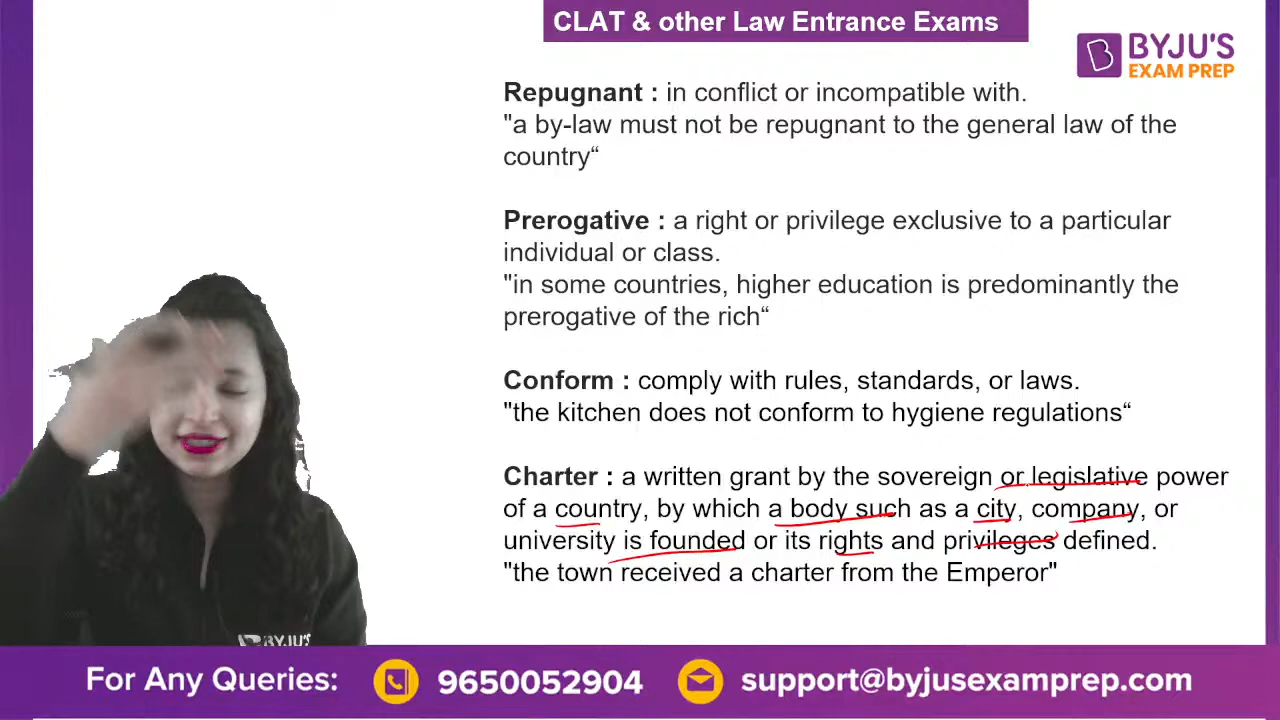 CLAT & other Law Entrance Exams
BYJU'S
EXAM PREP
Repugnant : in conflict or incompatible with.
"a by-law must not be repugnant to the general law of the
country“
Prerogative : a right or privilege exclusive to a particular
individual or class.
"in some countries, higher education is predominantly the
prerogative of the rich“
Conform : comply with rules, standards, or laws.
"the kitchen does not conform to hygiene regulations“
Charter : a written grant by the sovereign or legislative power
of a country, by which a body such as a city, company, or
university is founded or its rights and privileges defined.
"the town received a charter from the Emperor"
BYJU'S
For Any Queries:
9650052904
support@byjusexamprep.com